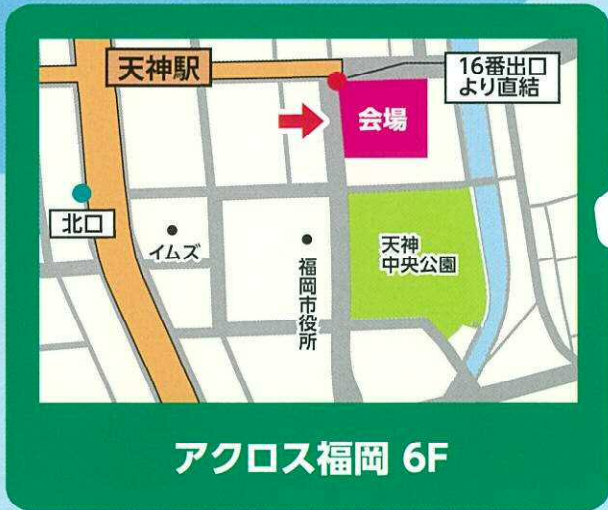 天神駅
16番出口
より直結
会場
北口
イムズ
福岡市役所
天神
中央公園
アクロス福岡 6F